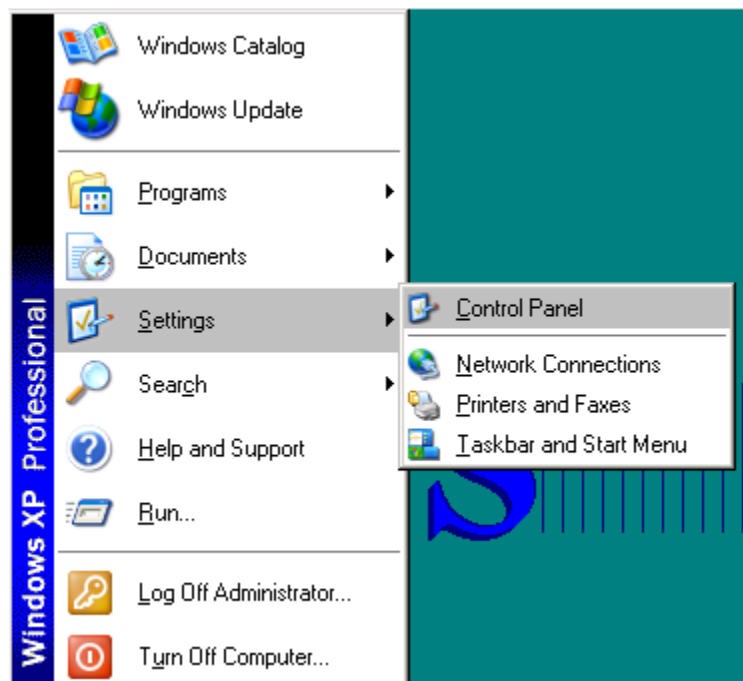 Windows Catalog
Windows Update
Programs
Documents
Settings
Search
Help and Support
Run...
Log Off Administrator...
Turn Off Computer...
Windows XP Professional
Control Panel
Network Connections
Printers and Faxes
Taskbar and Start Menu
S